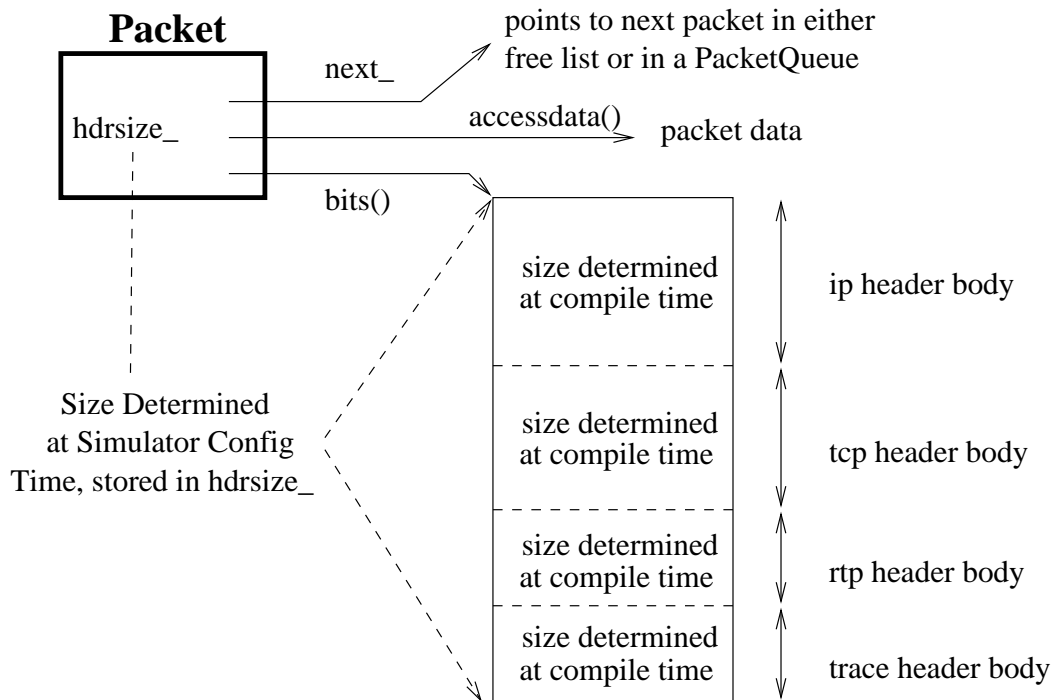 Packet
points to next packet in either
free list or in a PacketQueue
next_
accessdata()
hdrsize_
packet data
bits()
size determined
at compile time
ip header body
Size Determined
at Simulator Config
Time, stored in hdrsize_
size determined
at compile time
tcp header body
size determined
at compile time
rtp header body
size determined
at compile time
trace header body